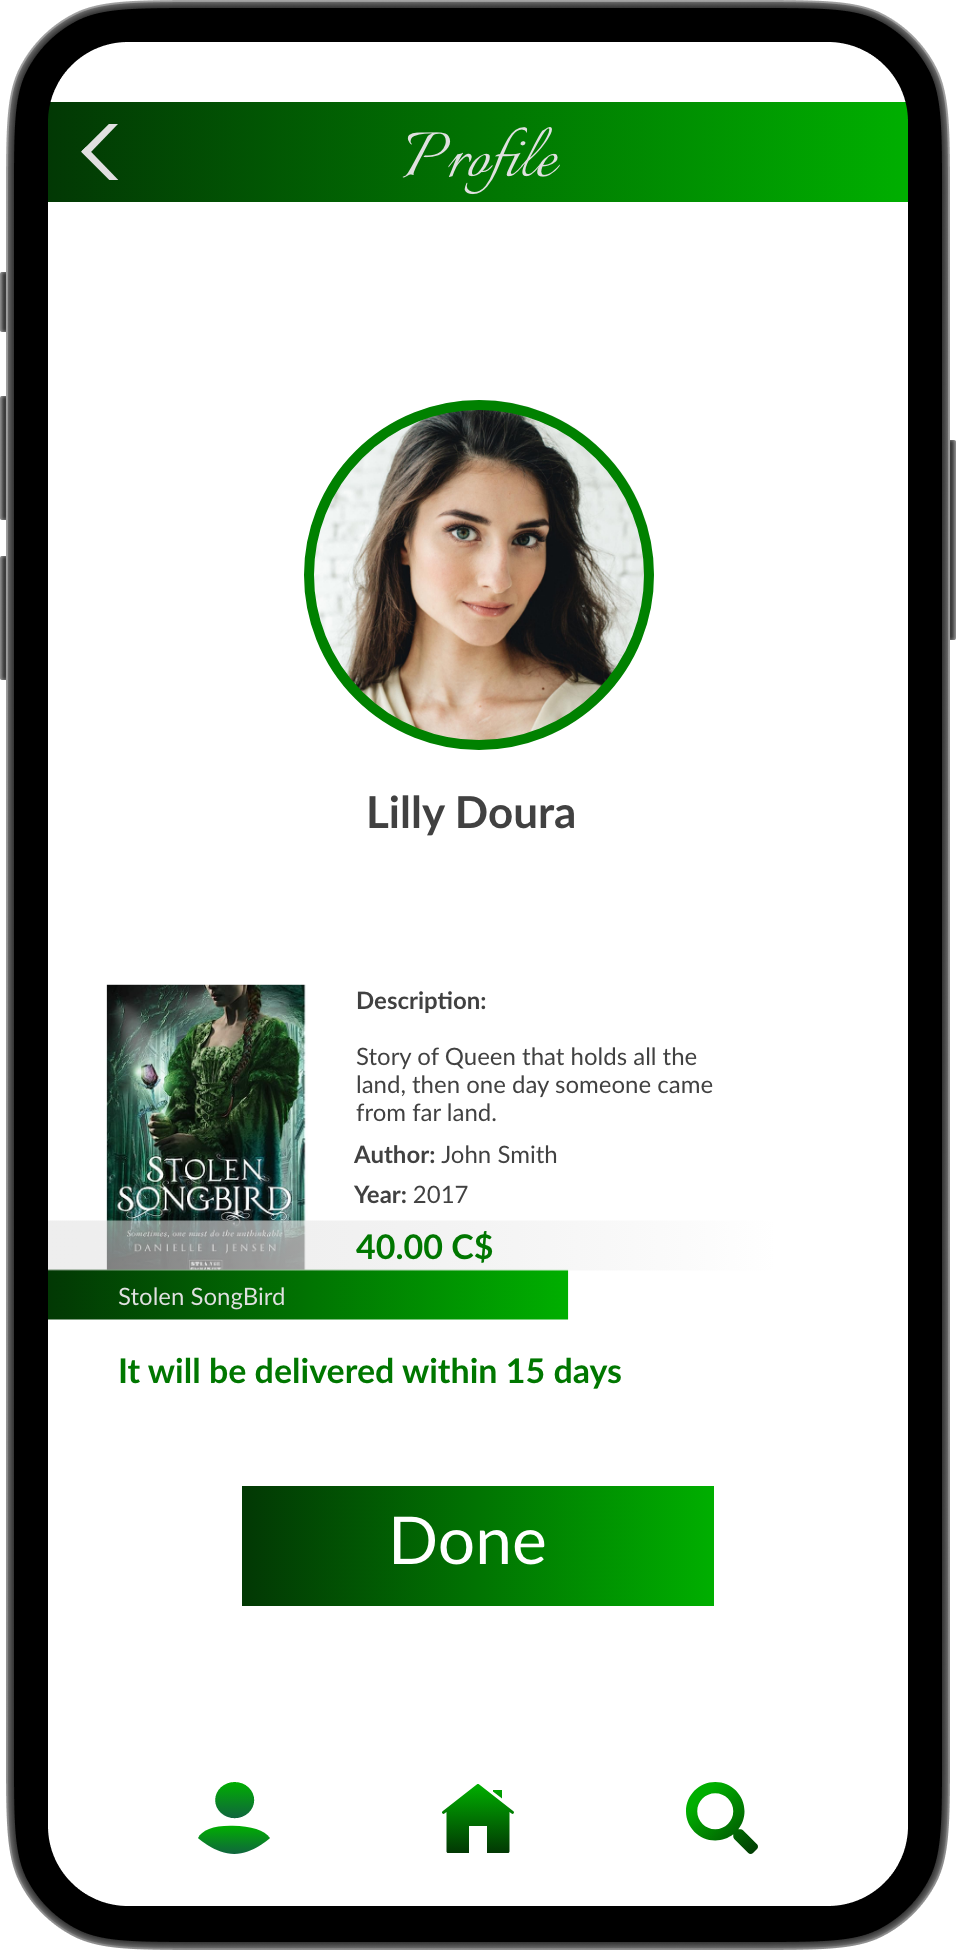 Profile
Lilly Doura
Description:
Story of Queen that holds all the
land, then one day someone came
from far land.
Author: John Smith
Year: 2017
40.00 C$
STOLEN
SONGBIRD
Sometimes, one must do the unthinkable
DANIELLE L JENSEN
Stolen SongBird
It will be delivered within 15 days
Done